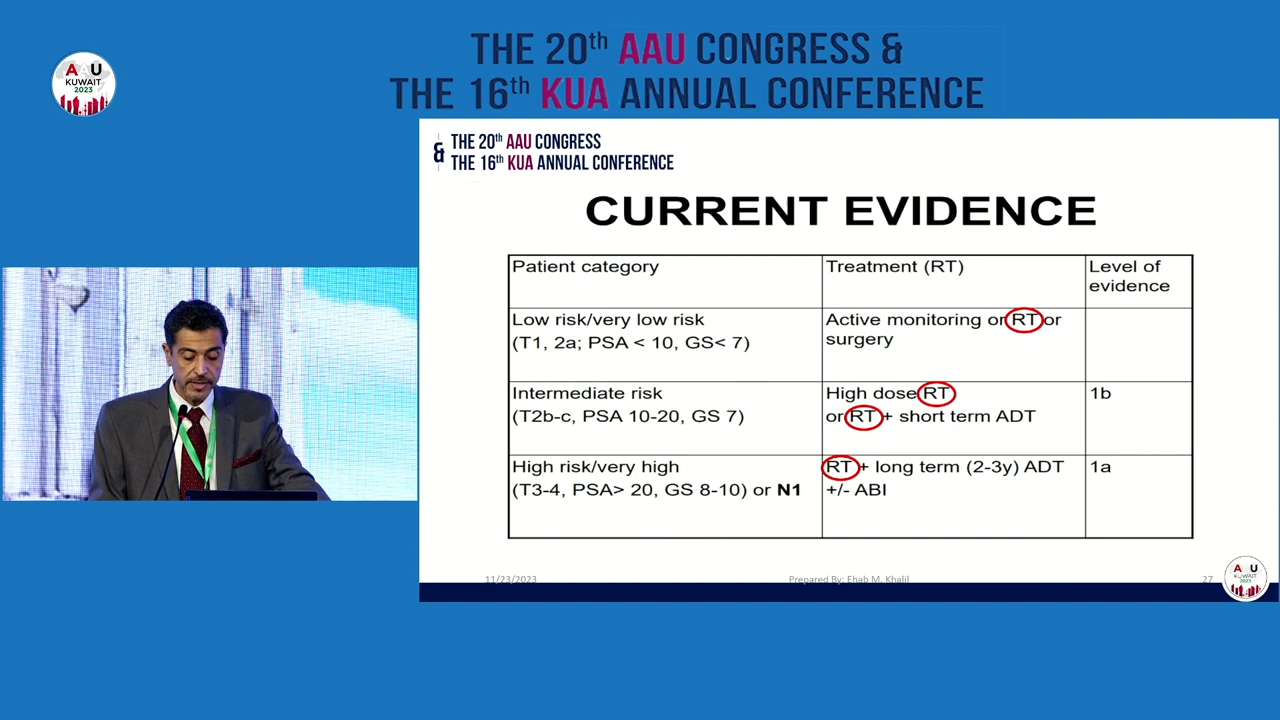 THE 20th AAU CONGRESS &
THE 16th KUA ANNUAL CONFERENCE
AAU
KUWAIT
2023
& THE 20th AAU CONGRESS
THE 16th KUA ANNUAL CONFERENCE
CURRENT EVIDENCE
Patient category
Treatment (RT)
Level of
evidence
Low risk/very low risk
(T1, 2a; PSA < 10, GS< 7)
Active monitoring or RT or
surgery
Intermediate risk
(T2b-c, PSA 10-20, GS 7)
High dose RT
or RT + short term ADT
1b
High risk/very high
(T3-4, PSA> 20, GS 8-10) or N1
RT + long term (2-3y) ADT
+/- ABI
1a
11/23/2023
Prepared By: Ehab M. Khalil
27
AAU
KUWAIT
2023